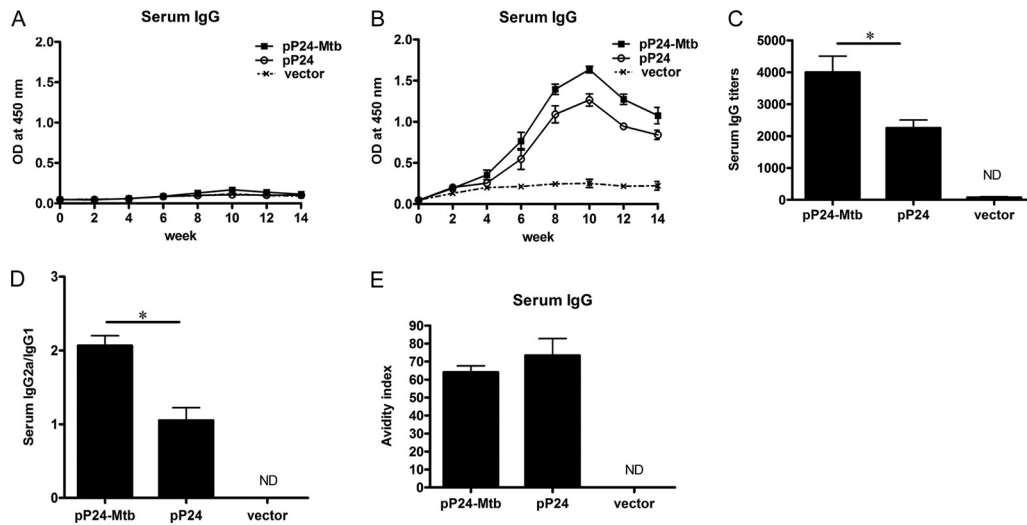 A
Serum IgG
pP24-Mtb
pP24
vector
OD at 450 nm
2.0
1.5
1.0
0.5
0.0
0 2 4 6 8 10 12 14
week
B
Serum IgG
pP24-Mtb
pP24
vector
OD at 450 nm
2.0
1.5
1.0
0.5
0.0
0 2 4 6 8 10 12 14
week
C
*
Serum IgG titers
5000
4000
3000
2000
1000
0
ND
pP24-Mtb pP24 vector
D
*
Serum IgG2a/IgG1
3
2
1
0
ND
pP24-Mtb pP24 vector
E
Serum IgG
Avidity index
90
80
70
60
50
40
30
20
10
0
ND
pP24-Mtb pP24 vector